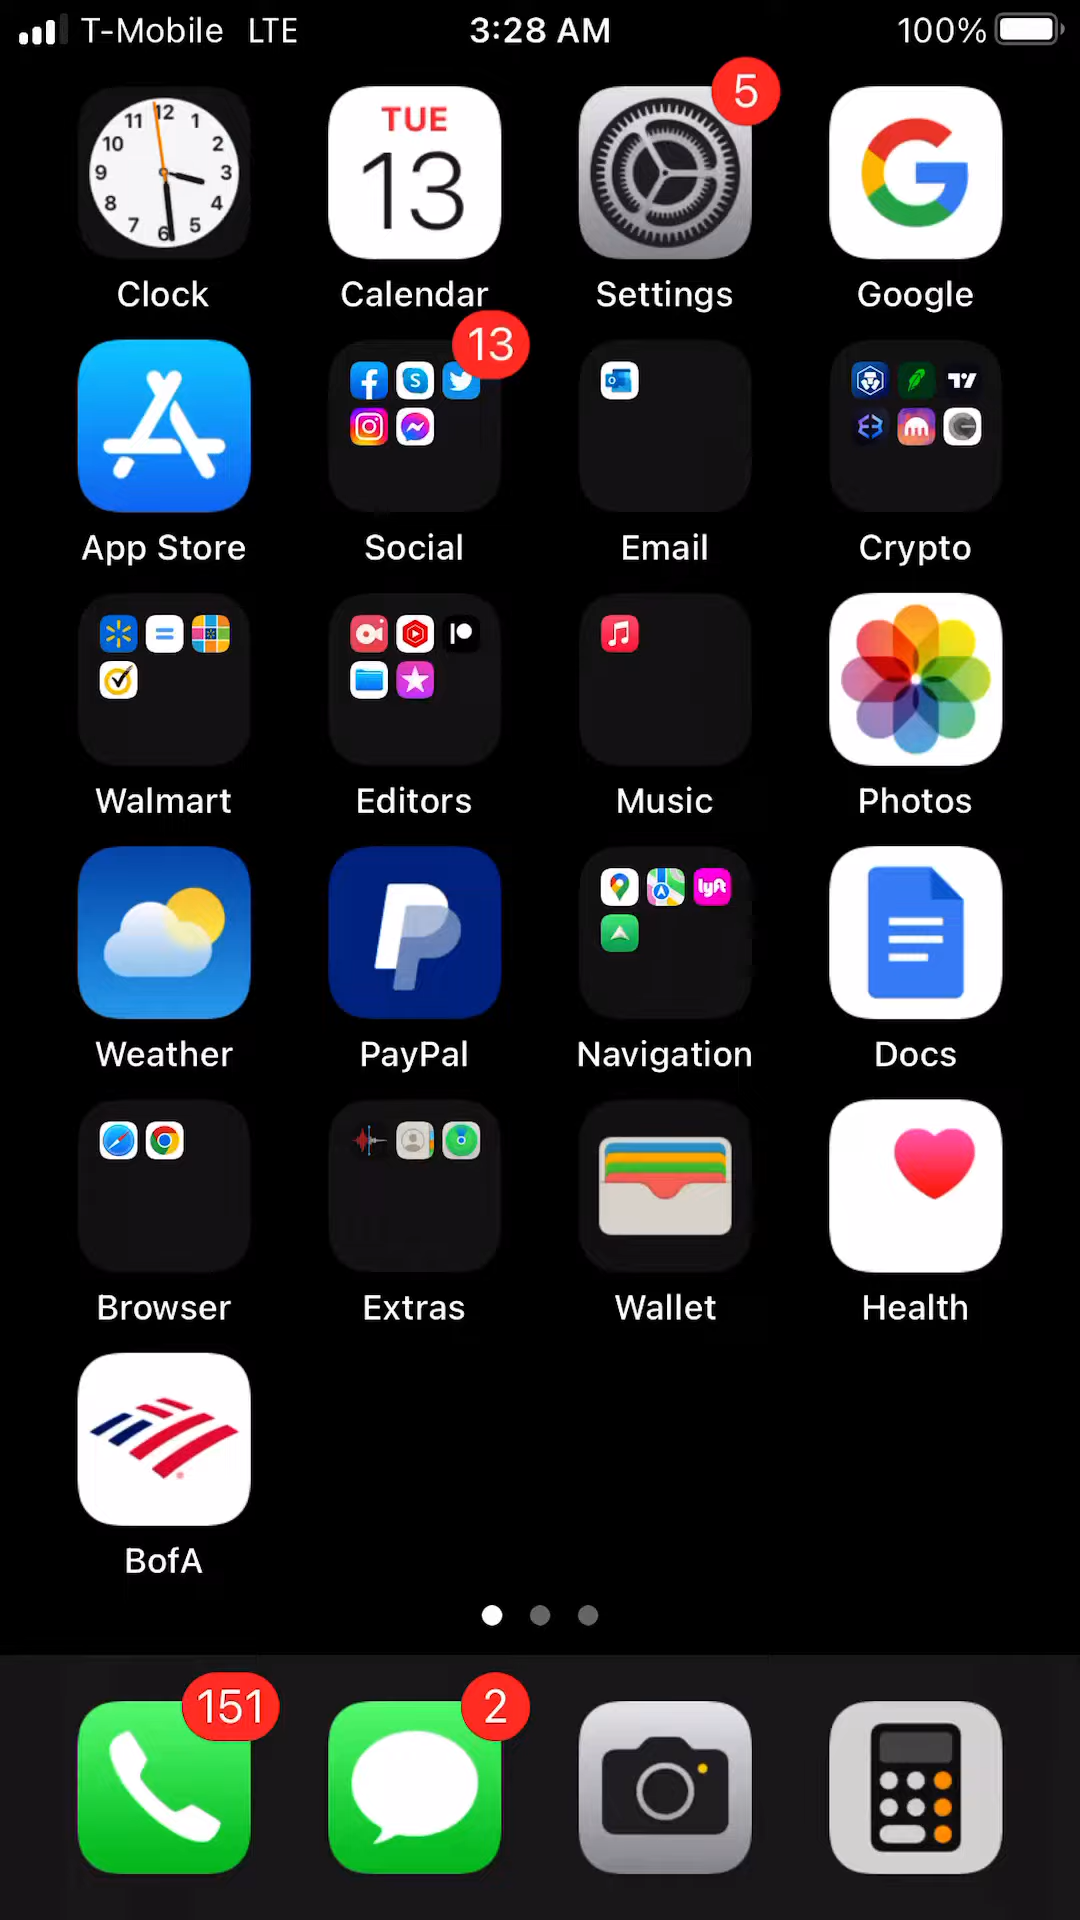 T-Mobile LTE 3:28 AM 100%
5
12
11 1
10 2
9 3
8 4
7 5
6
TUE
13
Clock Calendar Settings Google
13
App Store Social Email Crypto
Walmart Editors Music Photos
lyft
Weather PayPal Navigation Docs
Browser Extras Wallet Health
BofA
151 2